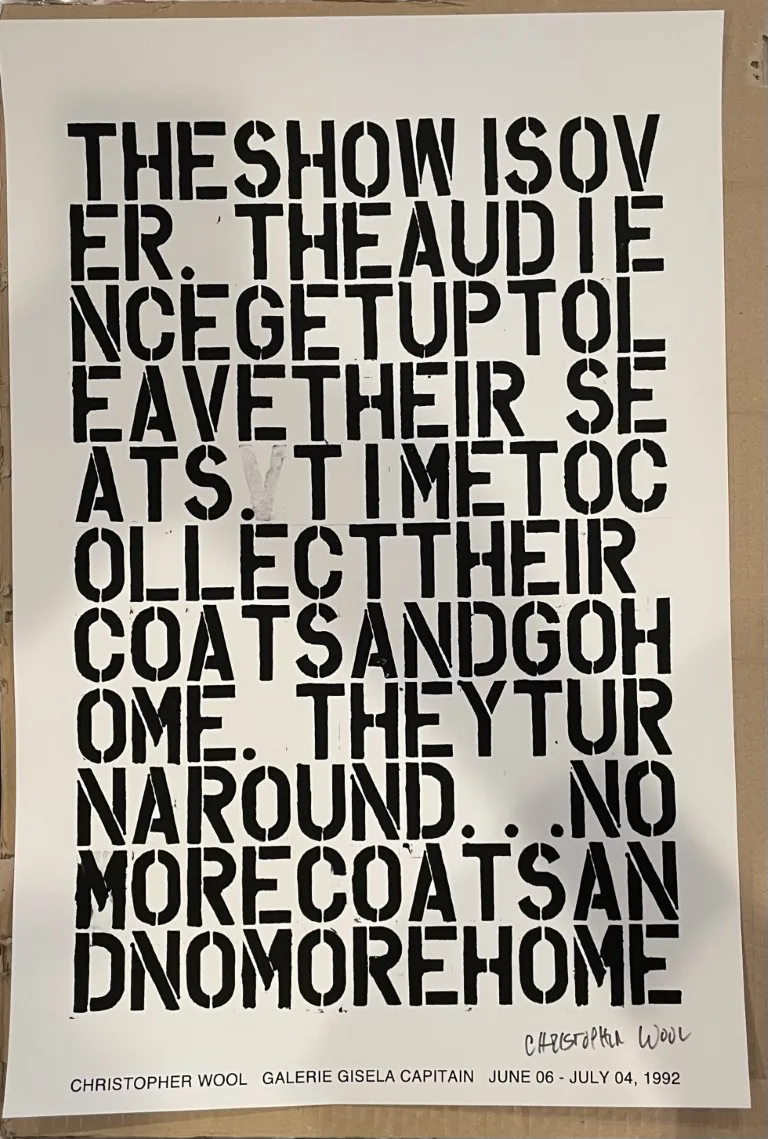 THESHOW ISOV
ER. THEAUDIE
NCEGETUPTOL
EAVETHEIR SE
ATS. TIMETOC
OLLECTTHEIR
COATSANDGOH
OME. THEYTUR
NAROUND...NO
MORECOATSAN
DNOMOREHOME
CHRISTOPHER WOOL
CHRISTOPHER WOOL GALERIE GISELA CAPITAIN JUNE 06 - JULY 04, 1992